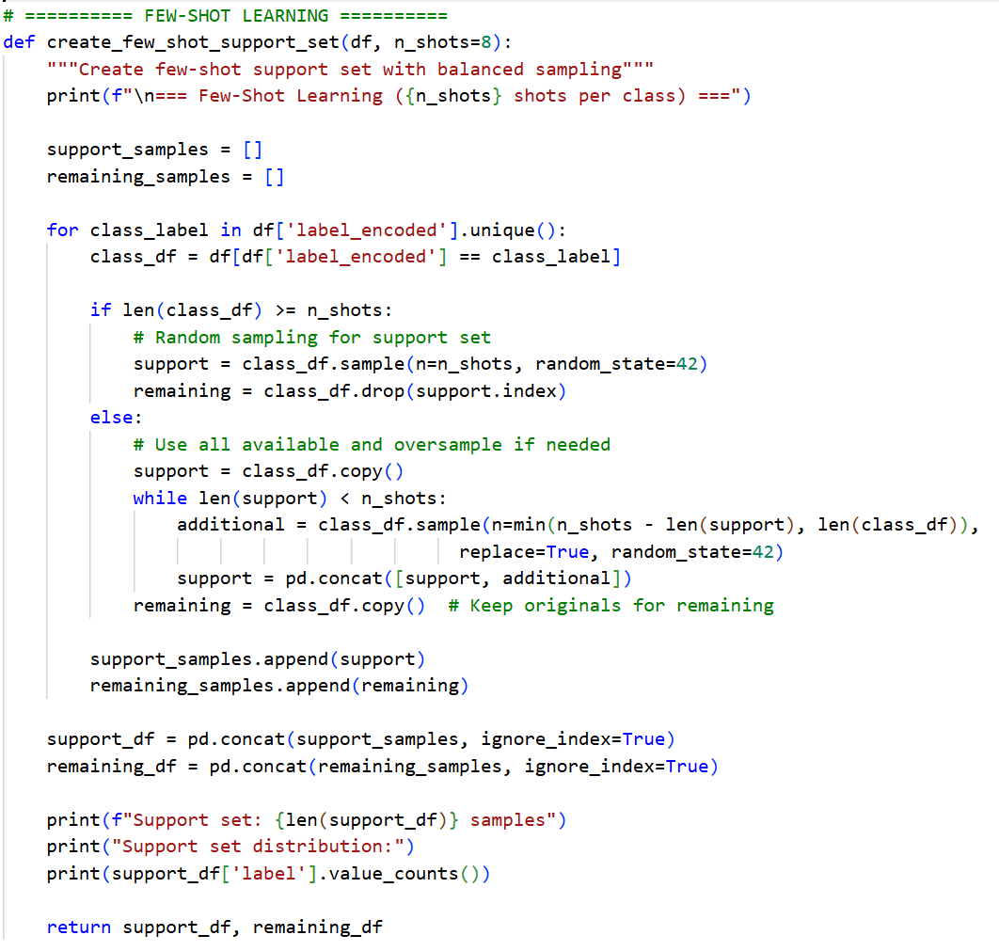 # ========== FEW-SHOT LEARNING ==========
def create_few_shot_support_set(df, n_shots=8):
    """Create few-shot support set with balanced sampling"""
    print(f"\n=== Few-Shot Learning ({n_shots} shots per class) ===")

    support_samples = []
    remaining_samples = []

    for class_label in df['label_encoded'].unique():
        class_df = df[df['label_encoded'] == class_label]

        if len(class_df) >= n_shots:
            # Random sampling for support set
            support = class_df.sample(n=n_shots, random_state=42)
            remaining = class_df.drop(support.index)
        else:
            # Use all available and oversample if needed
            support = class_df.copy()
            while len(support) < n_shots:
                additional = class_df.sample(n=min(n_shots - len(support), len(class_df)),
                                          replace=True, random_state=42)
                support = pd.concat([support, additional])
            remaining = class_df.copy()  # Keep originals for remaining

        support_samples.append(support)
        remaining_samples.append(remaining)

    support_df = pd.concat(support_samples, ignore_index=True)
    remaining_df = pd.concat(remaining_samples, ignore_index=True)

    print(f"Support set: {len(support_df)} samples")
    print("Support set distribution:")
    print(support_df['label'].value_counts())

    return support_df, remaining_df